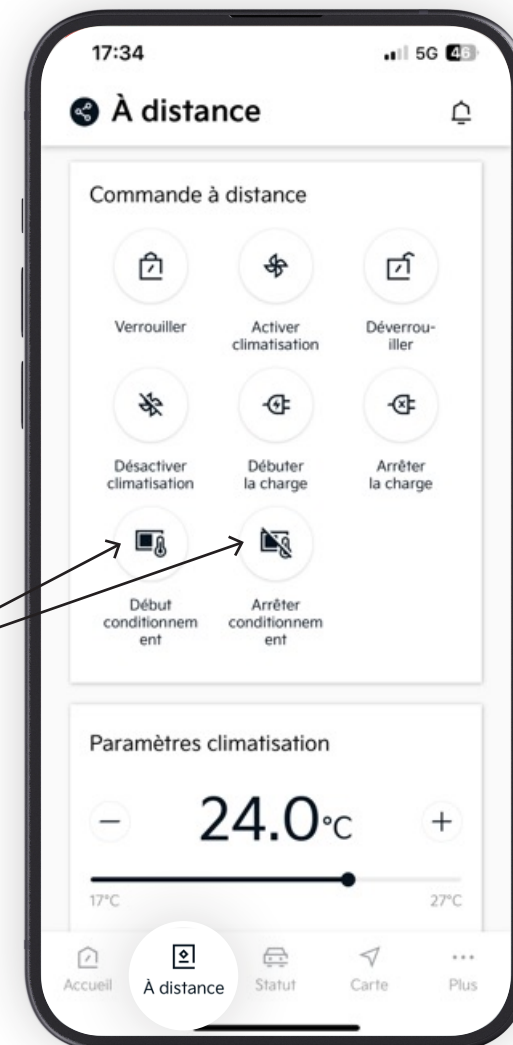 17:34
5G 46
À distance
Commande à distance
Verrouiller
Activer
climatisation
Déverrou-
iller
Désactiver
climatisation
Débuter
la charge
Arrêter
la charge
Début
conditionnem
ent
Arrêter
conditionnem
ent
Paramètres climatisation
24.0°C
17°C
27°C
Accueil
À distance
Statut
Carte
Plus